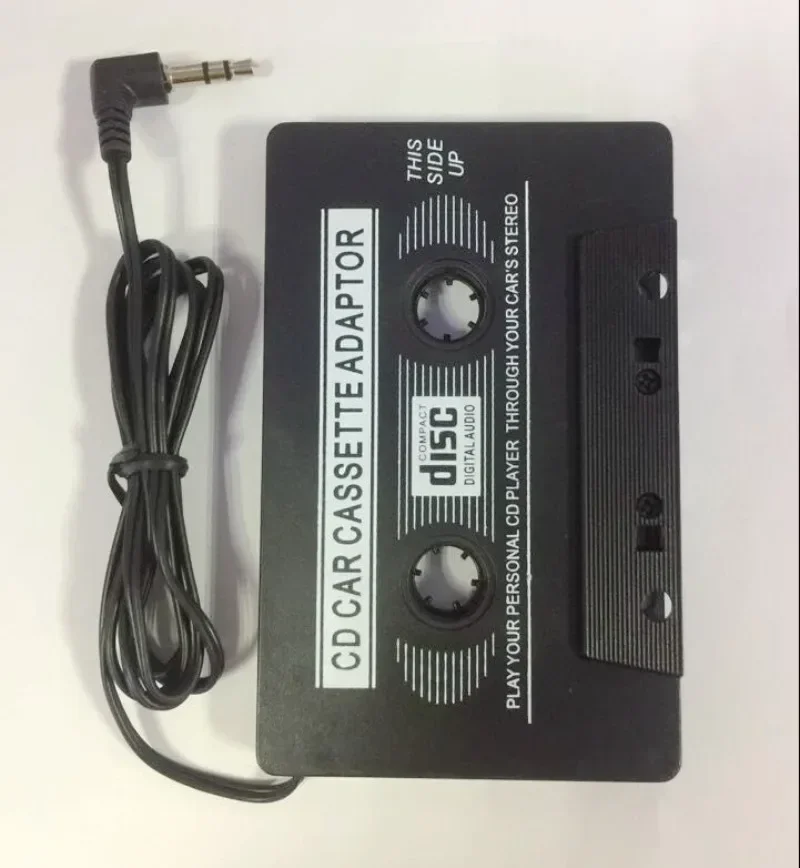 THIS
SIDE
UP
CD CAR CASSETTE ADAPTOR
COMPACT
disc
DIGITAL AUDIO
PLAY YOUR PERSONAL CD PLAYER THROUGH YOUR CAR'S STEREO